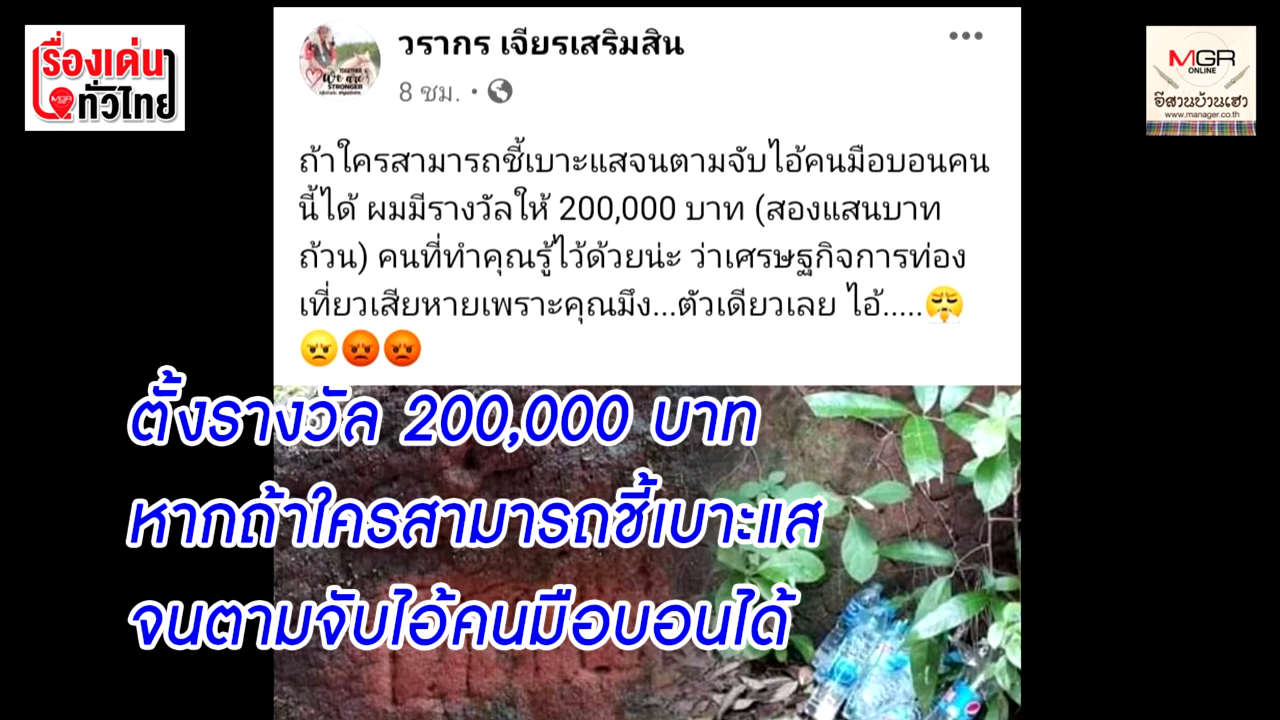 เรื่องเด่น
MGR
ทั่วไทย
วรากร เจียรเสริมสิน
8 ชม.
TOGETHER
We are
STRONGER
MGR
ONLINE
อีสานบ้านเฮา
www.manager.co.th
ถ้าใครสามารถชี้เบาะแสจนตามจับไอ้คนมือบอนคน
นี้ได้ ผมมีรางวัลให้ 200,000 บาท (สองแสนบาท
ถ้วน) คนที่ทำคุณรู้ไว้ด้วยน่ะ ว่าเศรษฐกิจการท่อง
เที่ยวเสียหายเพราะคุณมึง...ตัวเดียวเลย ไอ้.....😤
😠😡😡
ตั้งรางวัล 200,000 บาท
หากถ้าใครสามารถชี้เบาะแส
จนตามจับไอ้คนมือบอนได้